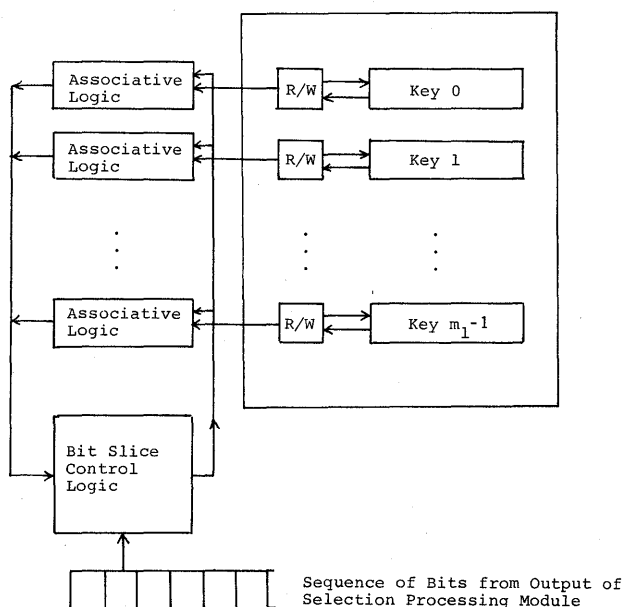 Associative
Logic
R/W
Key 0
Associative
Logic
R/W
Key 1
Associative
Logic
R/W
Key m1-1
Bit Slice
Control
Logic
Sequence of Bits from Output of
Selection Processing Module